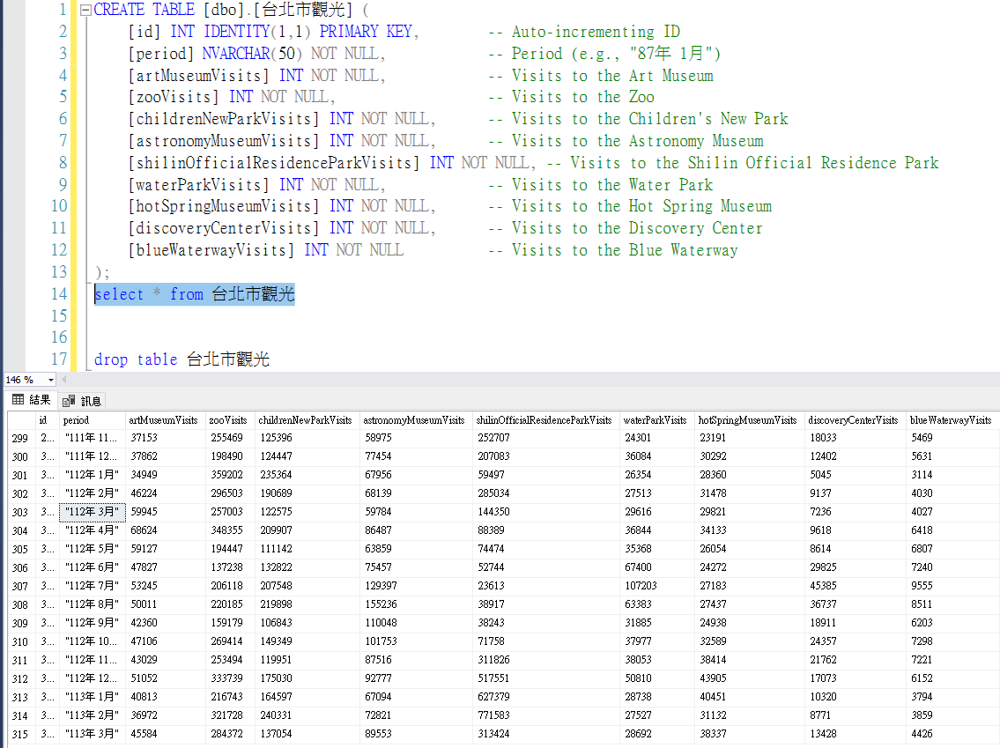 1 CREATE TABLE [dbo].[台北市觀光] (
2 [id] INT IDENTITY(1,1) PRIMARY KEY, -- Auto-incrementing ID
3 [period] NVARCHAR(50) NOT NULL, -- Period (e.g., "87年 1月")
4 [artMuseumVisits] INT NOT NULL, -- Visits to the Art Museum
5 [zooVisits] INT NOT NULL, -- Visits to the Zoo
6 [childrenNewParkVisits] INT NOT NULL, -- Visits to the Children's New Park
7 [astronomyMuseumVisits] INT NOT NULL, -- Visits to the Astronomy Museum
8 [shilinOfficialResidenceParkVisits] INT NOT NULL, -- Visits to the Shilin Official Residence Park
9 [waterParkVisits] INT NOT NULL, -- Visits to the Water Park
10 [hotSpringMuseumVisits] INT NOT NULL, -- Visits to the Hot Spring Museum
11 [discoveryCenterVisits] INT NOT NULL, -- Visits to the Discovery Center
12 [blueWaterwayVisits] INT NOT NULL -- Visits to the Blue Waterway
13 );
14 select * from 台北市觀光
15
16
17 drop table 台北市觀光
146 %
結果 訊息
id period artMuseumVisits zooVisits childrenNewParkVisits astronomyMuseumVisits shilinOfficialResidenceParkVisits waterParkVisits hotSpringMuseumVisits discoveryCenterVisits blueWaterwayVisits
299 2... "111年 11... 37153 255469 125396 58975 252707 24301 23191 18033 5469
300 3... "111年 12... 37862 198490 124447 77454 207083 36084 30292 12402 5631
301 3... "112年 1月" 34949 359202 235364 67956 59497 26354 28360 5045 3114
302 3... "112年 2月" 46224 296503 190689 68139 285034 27513 31478 9137 4030
303 3... "112年 3月" 59945 257003 122575 59784 144350 29616 29821 7236 4027
304 3... "112年 4月" 68624 348355 209907 86487 88389 36844 34133 9618 6418
305 3... "112年 5月" 59127 194447 111142 63859 74474 35368 26054 8614 6807
306 3... "112年 6月" 47827 137238 132822 75457 52744 67400 24272 29825 7240
307 3... "112年 7月" 53245 206118 207548 129397 23613 107203 27183 45385 9555
308 3... "112年 8月" 50011 220185 219898 155236 38917 63383 27437 36737 8511
309 3... "112年 9月" 42360 159179 106843 110048 38243 31885 24938 18911 6203
310 3... "112年 10... 47106 269414 149349 101753 71758 37977 32589 24357 7298
311 3... "112年 11... 43029 253494 119951 87516 311826 38053 38414 21762 7221
312 3... "112年 12... 51052 333739 175030 92777 517551 50810 43905 17073 6152
313 3... "113年 1月" 40813 216743 164597 67094 627379 28738 40451 10320 3794
314 3... "113年 2月" 36972 321728 240331 72821 771583 27527 31132 8771 3859
315 3... "113年 3月" 45584 284372 137054 89553 313424 28692 38337 13428 4426